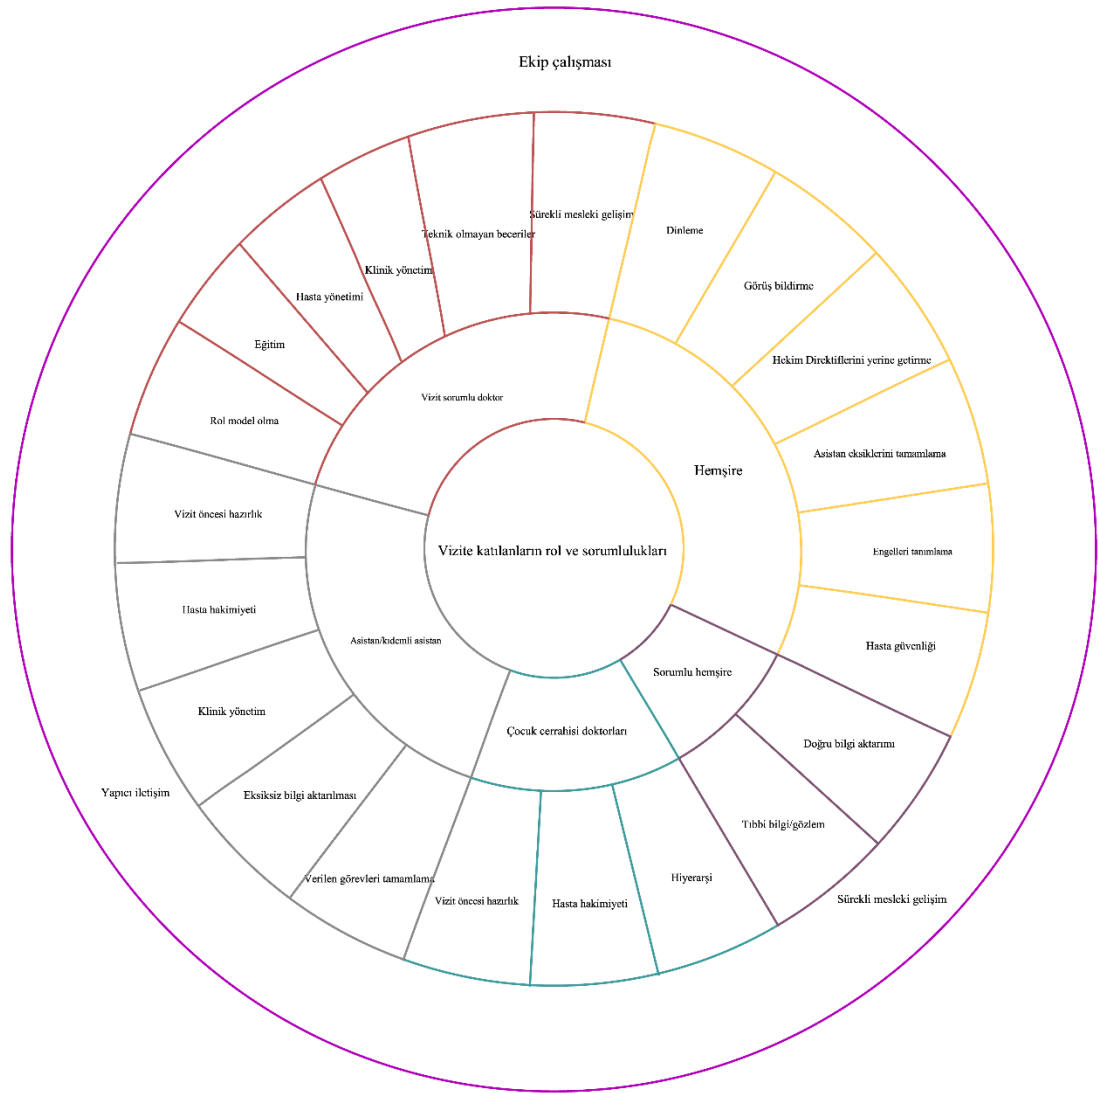 Ekip çalışması
Sürekli mesleki gelişim
Teknik olmayan beceriler
Klinik yönetim
Hasta yönetimi
Eğitim
Rol model olma
Dinleme
Görüş bildirme
Hekim Direktiflerini yerine getirme
Asistan eksiklerini tamamlama
Engelleri tanımlama
Hasta güvenliği
Vizit sorumlu doktor
Hemşire
Vizite katılanların rol ve sorumlulukları
Asistan/kıdemli asistan
Sorumlu hemşire
Çocuk cerrahisi doktorları
Vizit öncesi hazırlık
Hasta hakimiyeti
Klinik yönetim
Eksiksiz bilgi aktarılması
Verilen görevleri tamamlama
Vizit öncesi hazırlık
Hasta hakimiyeti
Hiyerarşi
Tıbbi bilgi/gözlem
Doğru bilgi aktarımı
Yapıcı iletişim
Sürekli mesleki gelişim